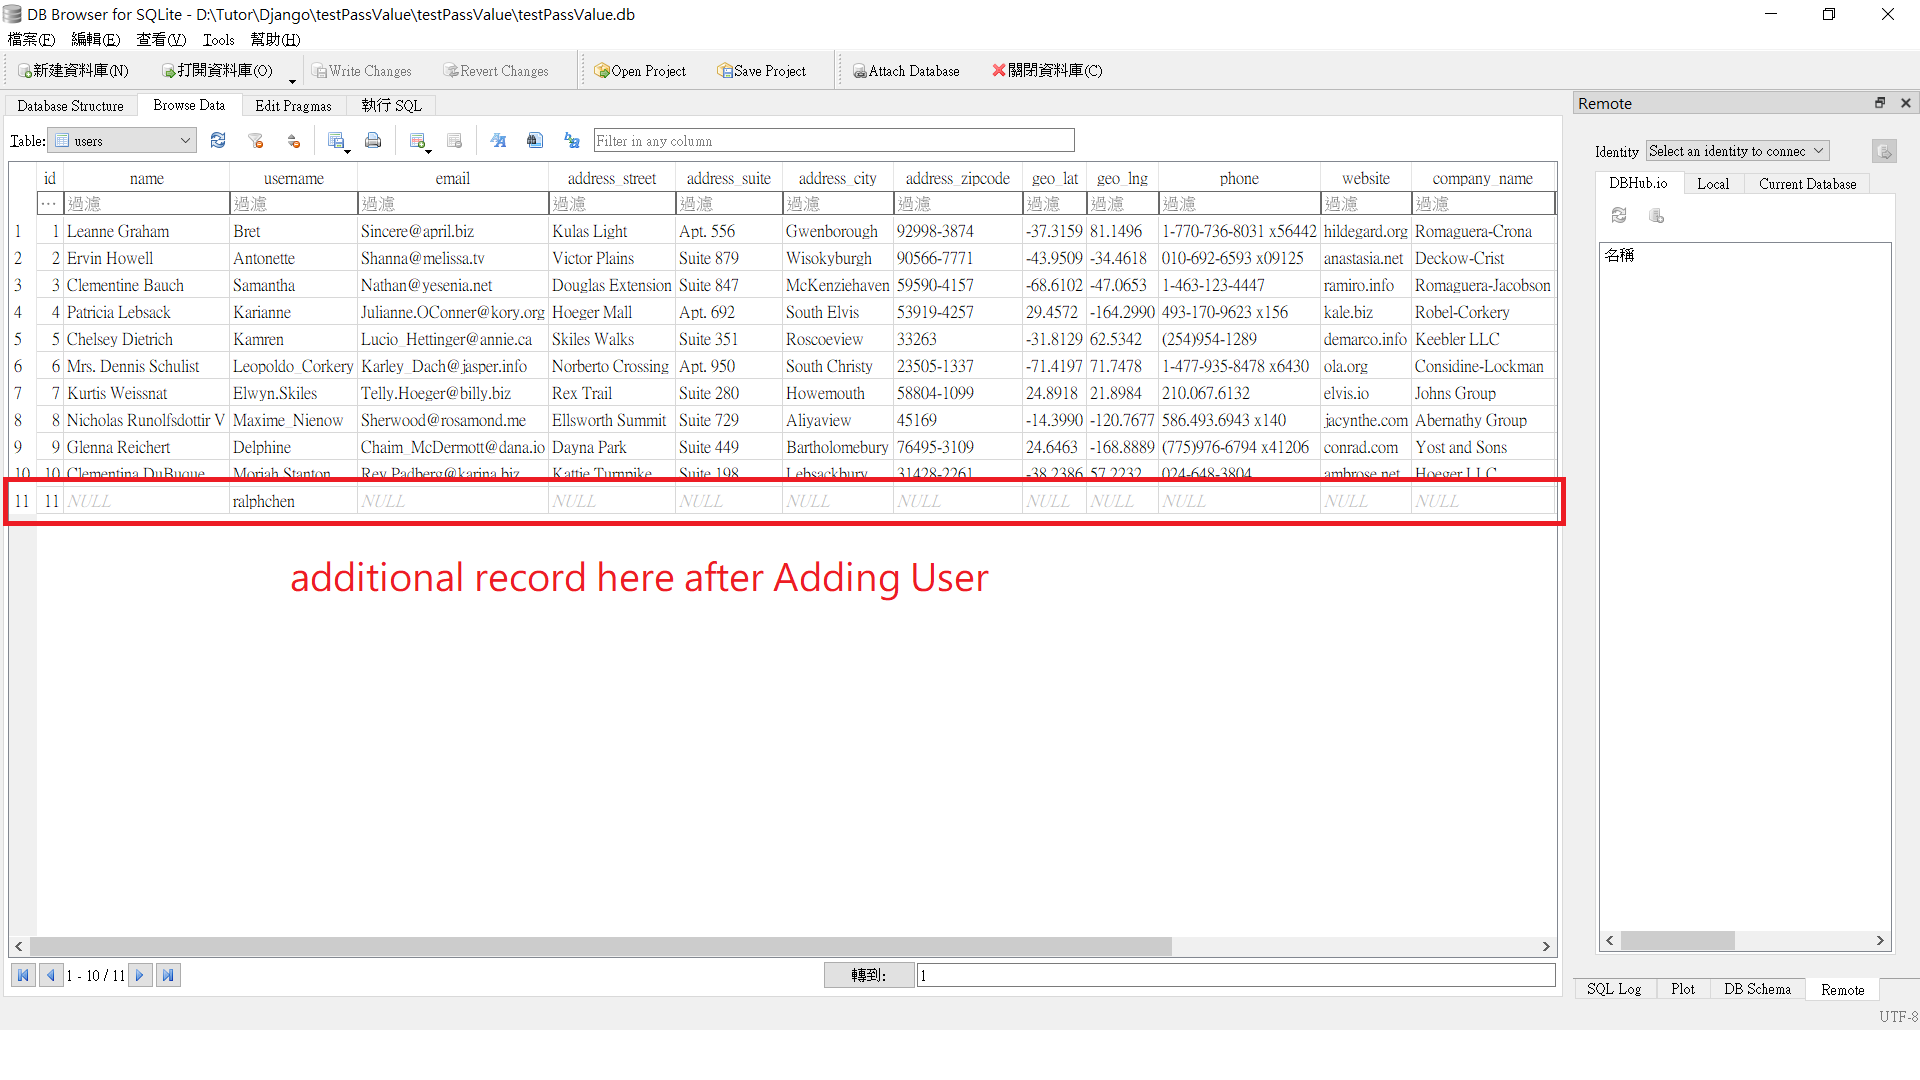 DB Browser for SQLite - D:\Tutor\Django\testPassValue\testPassValue\testPassValue.db
檔案(F) 編輯(E) 查看(V) Tools 幫助(H)
新建資料庫(N) 打開資料庫(O) Write Changes Revert Changes Open Project Save Project Attach Database 關閉資料庫(C)
Database Structure Browse Data Edit Pragmas 執行 SQL
Table: users Filter in any column
id name username email address_street address_suite address_city address_zipcode geo_lat geo_lng phone website company_name
... 過濾 過濾 過濾 過濾 過濾 過濾 過濾 過濾 過濾 過濾 過濾 過濾
1 1 Leanne Graham Bret Sincere@april.biz Kulas Light Apt. 556 Gwenborough 92998-3874 -37.3159 81.1496 1-770-736-8031 x56442 hildegard.org Romaguera-Crona
2 2 Ervin Howell Antonette Shanna@melissa.tv Victor Plains Suite 879 Wisokyburgh 90566-7771 -43.9509 -34.4618 010-692-6593 x09125 anastasia.net Deckow-Crist
3 3 Clementine Bauch Samantha Nathan@yesenia.net Douglas Extension Suite 847 McKenziehaven 59590-4157 -68.6102 -47.0653 1-463-123-4447 ramiro.info Romaguera-Jacobson
4 4 Patricia Lebsack Karianne Julianne.OConner@kory.org Hoeger Mall Apt. 692 South Elvis 53919-4257 29.4572 -164.2990 493-170-9623 x156 kale.biz Robel-Corkery
5 5 Chelsey Dietrich Kamren Lucio_Hettinger@annie.ca Skiles Walks Suite 351 Roscoeview 33263 -31.8129 62.5342 (254)954-1289 demarco.info Keebler LLC
6 6 Mrs. Dennis Schulist Leopoldo_Corkery Karley_Dach@jasper.info Norberto Crossing Apt. 950 South Christy 23505-1337 -71.4197 71.7478 1-477-935-8478 x6430 ola.org Considine-Lockman
7 7 Kurtis Weissnat Elwyn.Skiles Telly.Hoeger@billy.biz Rex Trail Suite 280 Howemouth 58804-1099 24.8918 21.8984 210.067.6132 elvis.io Johns Group
8 8 Nicholas Runolfsdottir V Maxime_Nienow Sherwood@rosamond.me Ellsworth Summit Suite 729 Aliyaview 45169 -14.3990 -120.7677 586.493.6943 x140 jacynthe.com Abernathy Group
9 9 Glenna Reichert Delphine Chaim_McDermott@dana.io Dayna Park Suite 449 Bartholomebury 76495-3109 24.6463 -168.8889 (775)976-6794 x41206 conrad.com Yost and Sons
10 10 Clementina DuBuque Moriah.Stanton Rey.Padberg@karina.biz Kattie Turnpike Suite 198 Lebsackbury 31428-2261 -38.2386 57.2232 024-648-3804 ambrose.net Hoeger LLC
11 11 NULL ralphchen NULL NULL NULL NULL NULL NULL NULL NULL NULL NULL
additional record here after Adding User
1 - 10 / 11 轉到: 1
Remote
Identity Select an identity to connec
DBHub.io Local Current Database
名稱
SQL Log Plot DB Schema Remote
UTF-8